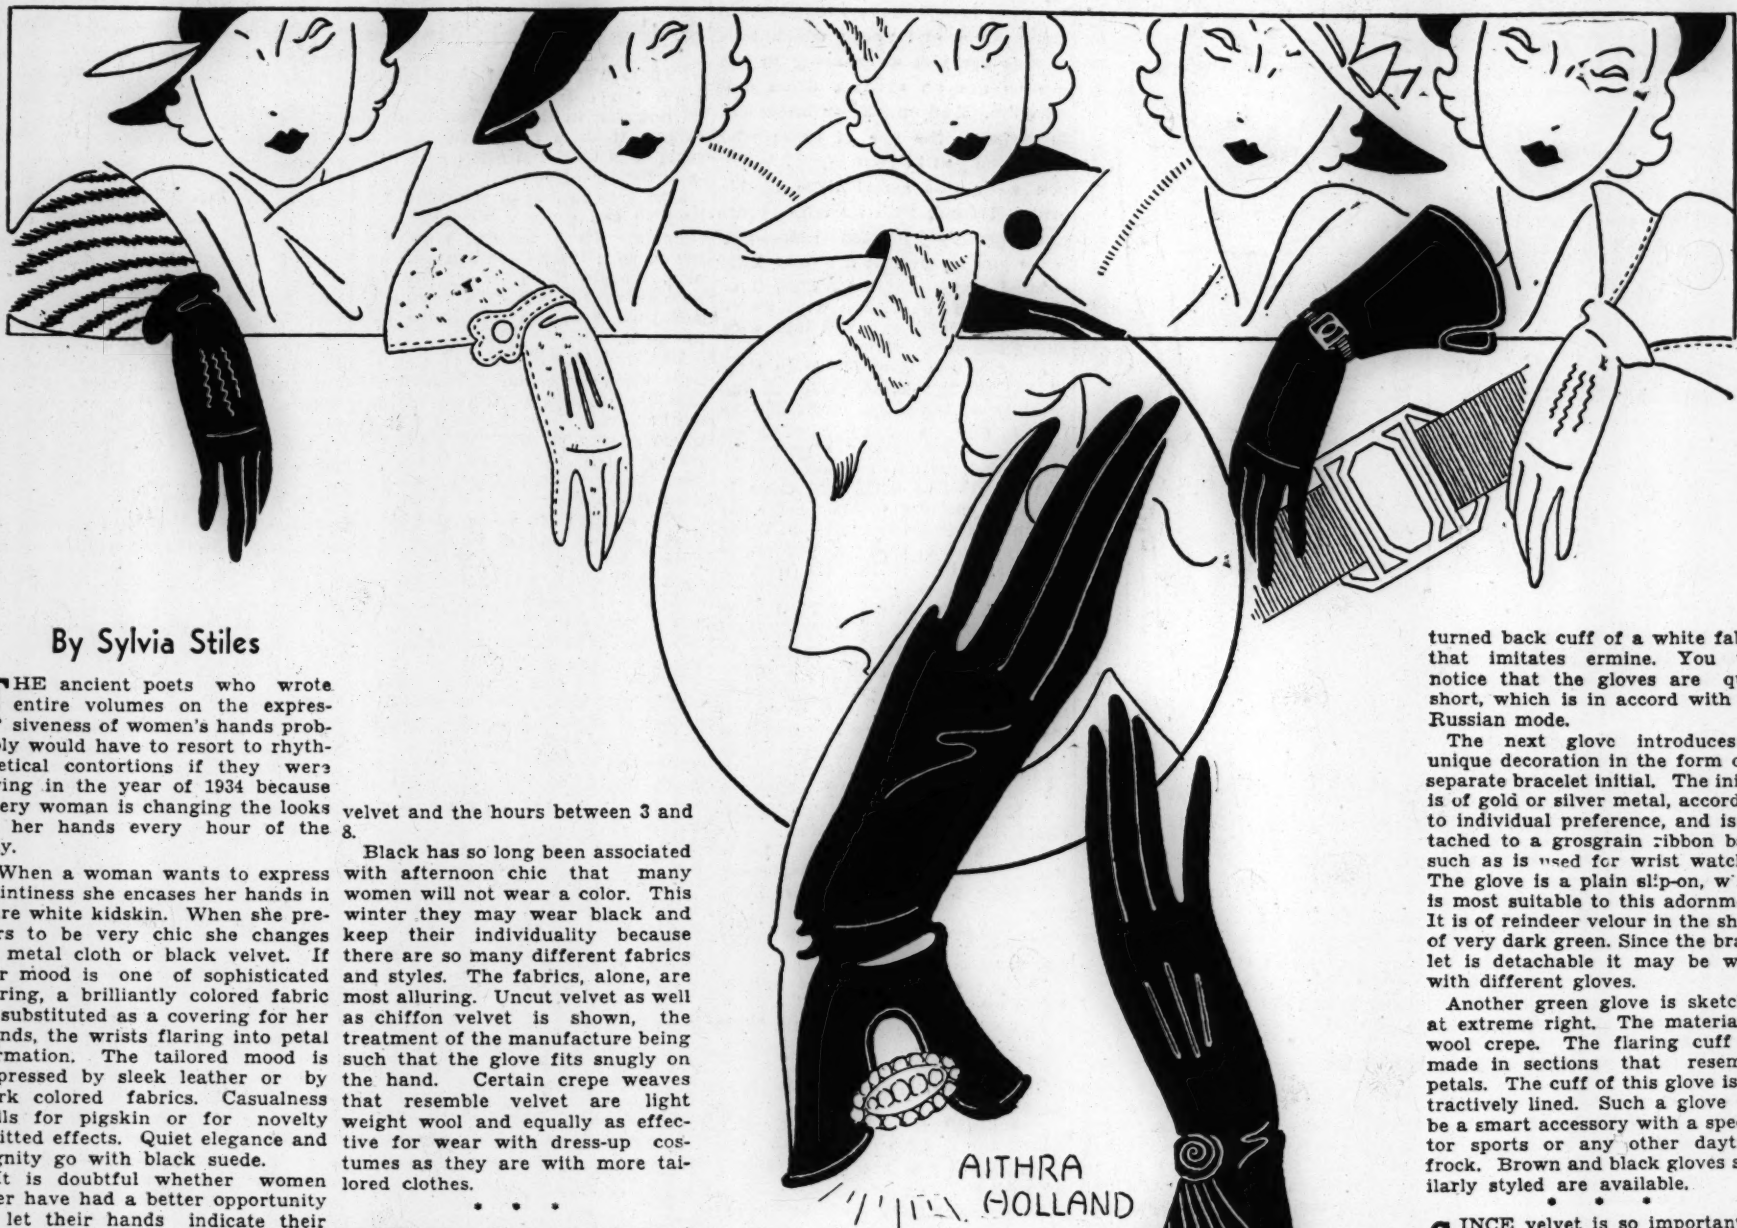 By Sylvia Stiles
HE ancient poets who wrote
entire volumes on the expres-
siveness of women's hands prob-
ly would have to resort to rhyth-
etical contortions if they were
ing in the year of 1934 because
ery woman is changing the looks
her hands every hour of the
y.
When a woman wants to express
intiness she encases her hands in
re white kidskin. When she pre-
rs to be very chic she changes
metal cloth or black velvet. If
r mood is one of sophisticated
ring, a brilliantly colored fabric
substituted as a covering for her
nds, the wrists flaring into petal
rmation. The tailored mood is
pressed by sleek leather or by
rk colored fabrics. Casualness
lls for pigskin or for novelty
itted effects. Quiet elegance and
gnity go with black suede.
It is doubtful whether women
er have had a better opportunity
let their hands indicate their
velvet and the hours between 3 and
8.
Black has so long been associated
with afternoon chic that many
women will not wear a color. This
winter they may wear black and
keep their individuality because
there are so many different fabrics
and styles. The fabrics, alone, are
most alluring. Uncut velvet as well
as chiffon velvet is shown, the
treatment of the manufacture being
such that the glove fits snugly on
the hand. Certain crepe weaves
that resemble velvet are light
weight wool and equally as effec-
tive for wear with dress-up cos-
tumes as they are with more tai-
lored clothes.
* * *
AITHRA
HOLLAND
turned back cuff of a white fa
that imitates ermine. You
notice that the gloves are q
short, which is in accord with
Russian mode.
The next glove introduces
unique decoration in the form o
separate bracelet initial. The ini
is of gold or silver metal, accord
to individual preference, and is
tached to a grosgrain ribbon b
such as is used for wrist watc
The glove is a plain slip-on, w
is most suitable to this adornm
It is of reindeer velour in the sh
of very dark green. Since the bra
let is detachable it may be w
with different gloves.
Another green glove is sketc
at extreme right. The materia
wool crepe. The flaring cuff
made in sections that resem
petals. The cuff of this glove is
tractively lined. Such a glove
be a smart accessory with a spe
tor sports or any other dayt
frock. Brown and black gloves s
ilarly styled are available.
* * *
SINCE velvet is so important